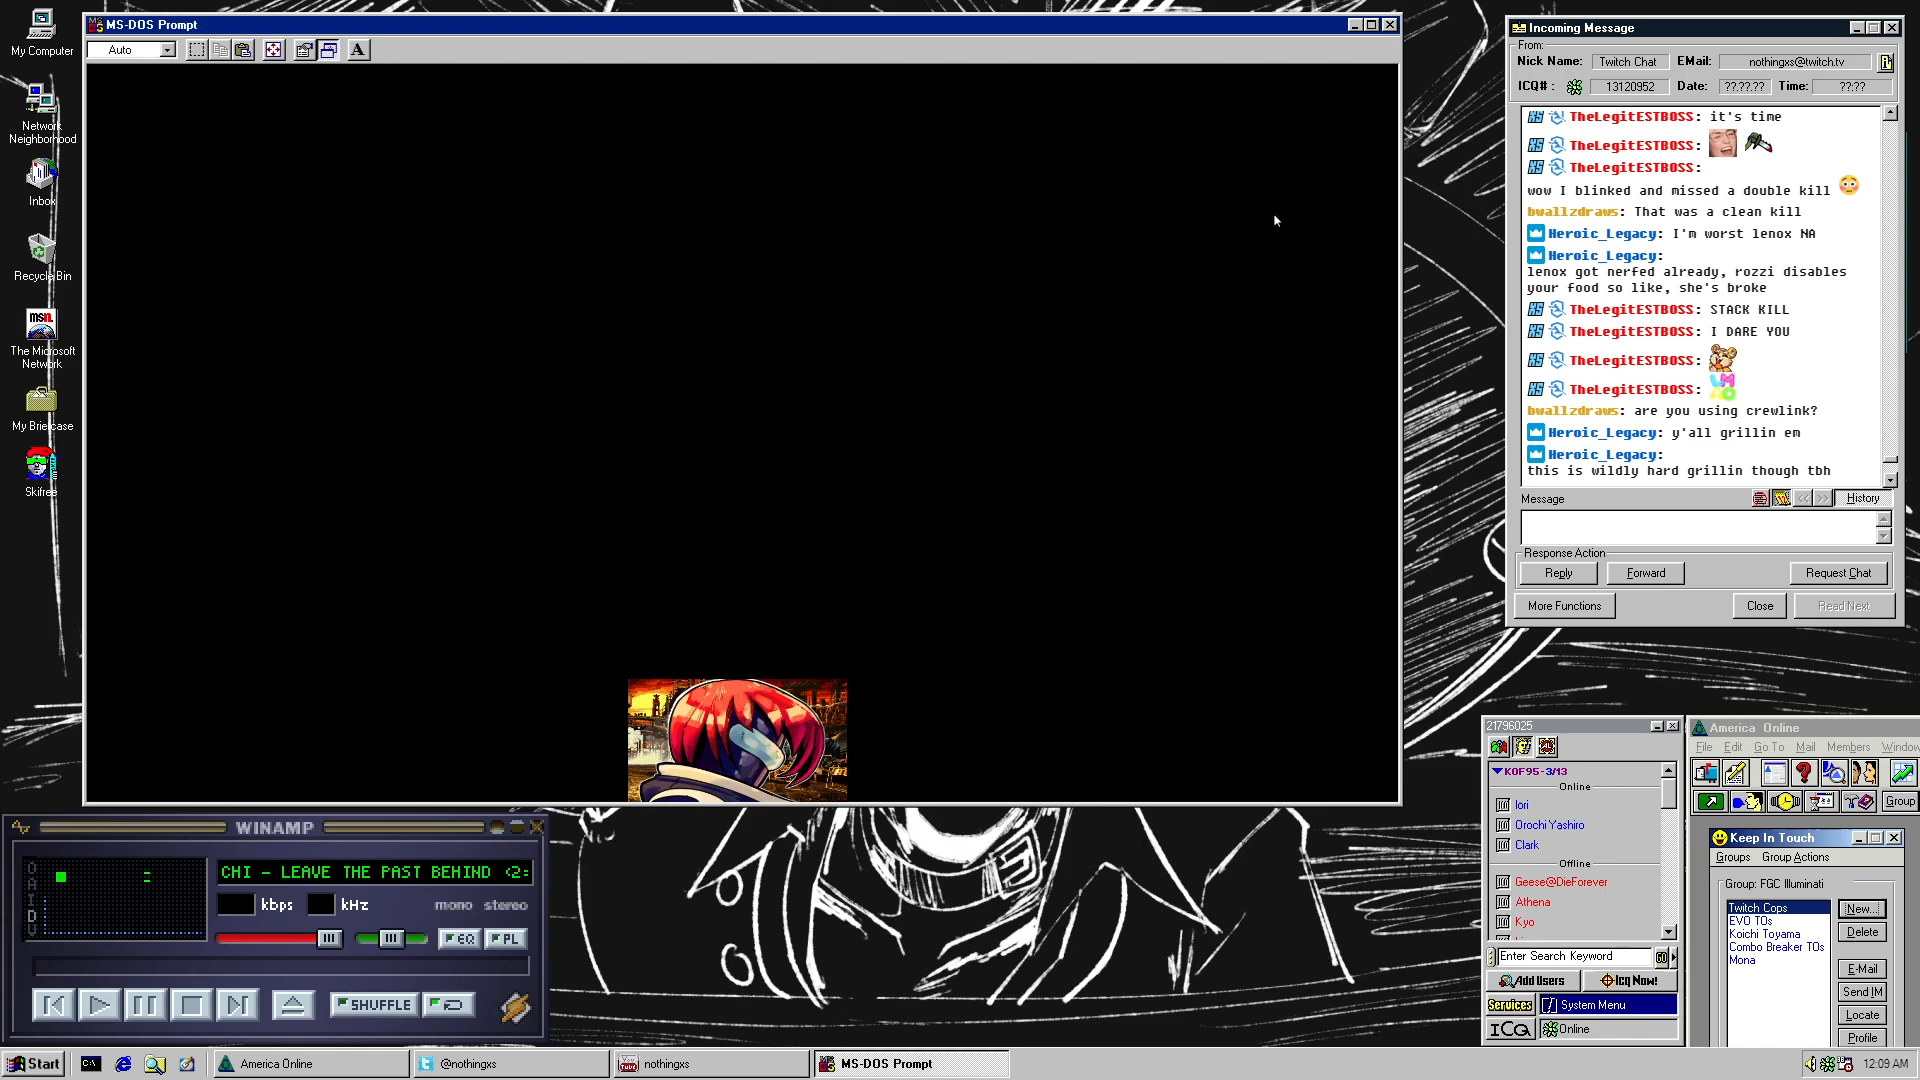 My Computer
Network
Neighborhood
Inbox
Recycle Bin
msn.
The Microsoft
Network
My Briefcase
Skifree
MS-DOS Prompt
Auto
A
Incoming Message
From:
Nick Name: Twitch Chat EMail: nothingxs@twitch.tv
ICQ# : 13120952 Date: ??.??.?? Time: ??:??
TheLegitESTBOSS: it's time
TheLegitESTBOSS:
TheLegitESTBOSS:
wow I blinked and missed a double kill
bwallzdraws: That was a clean kill
Heroic_Legacy: I'm worst lenox NA
Heroic_Legacy:
lenox got nerfed already, rozzi disables
your food so like, she's broke
TheLegitESTBOSS: STACK KILL
TheLegitESTBOSS: I DARE YOU
TheLegitESTBOSS:
TheLegitESTBOSS: LMAO
bwallzdraws: are you using crewlink?
Heroic_Legacy: y'all grillin em
Heroic_Legacy:
this is wildly hard grillin though tbh
Message
<< >> History
Response Action
Reply Forward Request Chat
More Functions Close Read Next
21796025
KOF95-3/13
Online
Iori
Orochi Yashiro
Clark
Offline
Geese@DieForever
Athena
Kyo
Enter Search Keyword GO
Add Users Icq Now!
Services System Menu
ICQ Online
America Online
File Edit Go To Mail Members Window
Group
Keep In Touch
Groups Group Actions
Group: FGC Illuminati
Twitch Cops
EVO TOs
Koichi Toyama
Combo Breaker TOs
Mona
New...
Delete
E-Mail
Send IM
Locate
Profile
WINAMP
OAIDV
CHI - LEAVE THE PAST BEHIND <2:
kbps kHz mono stereo
EQ PL
SHUFFLE
Start
C:\
America Online
@nothingxs
You Tube nothingxs
MS-DOS Prompt
12:09 AM